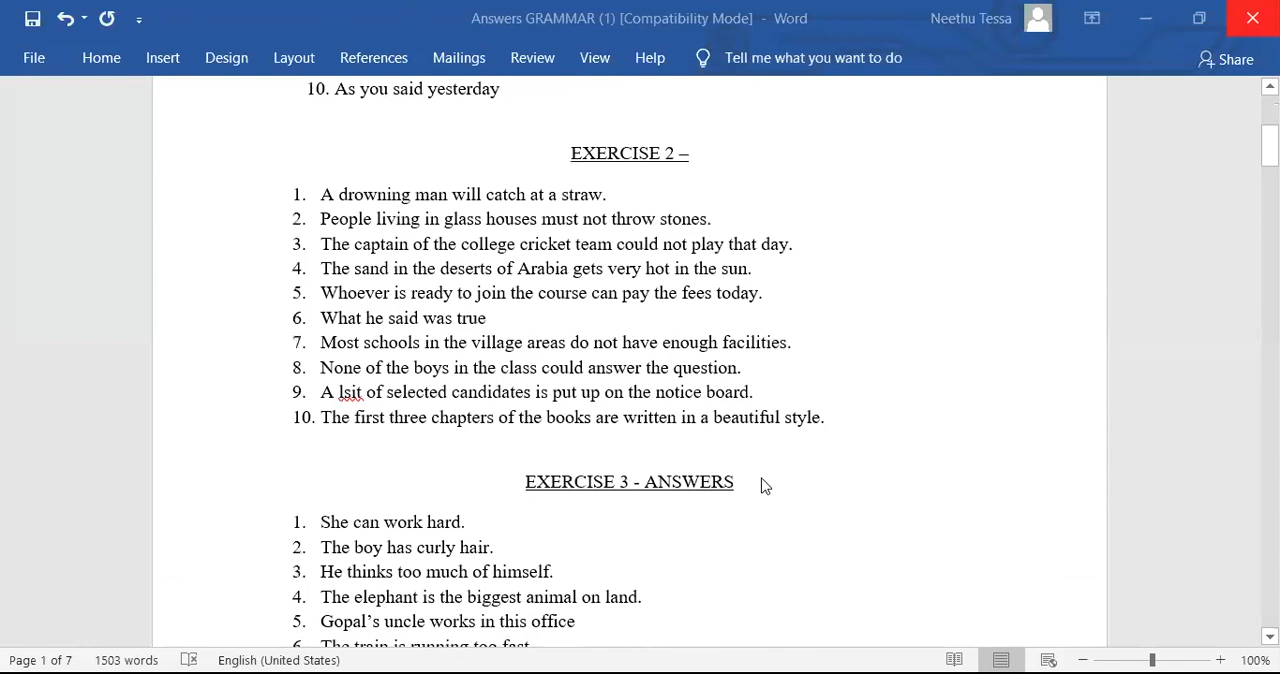 Answers GRAMMAR (1) [Compatibility Mode] - Word
Neethu Tessa
File Home Insert Design Layout References Mailings Review View Help Tell me what you want to do Share
10. As you said yesterday
EXERCISE 2 –
1. A drowning man will catch at a straw.
2. People living in glass houses must not throw stones.
3. The captain of the college cricket team could not play that day.
4. The sand in the deserts of Arabia gets very hot in the sun.
5. Whoever is ready to join the course can pay the fees today.
6. What he said was true
7. Most schools in the village areas do not have enough facilities.
8. None of the boys in the class could answer the question.
9. A lsit of selected candidates is put up on the notice board.
10. The first three chapters of the books are written in a beautiful style.
EXERCISE 3 - ANSWERS
1. She can work hard.
2. The boy has curly hair.
3. He thinks too much of himself.
4. The elephant is the biggest animal on land.
5. Gopal’s uncle works in this office
6. The train is running too fast
Page 1 of 7 1503 words English (United States) 100%